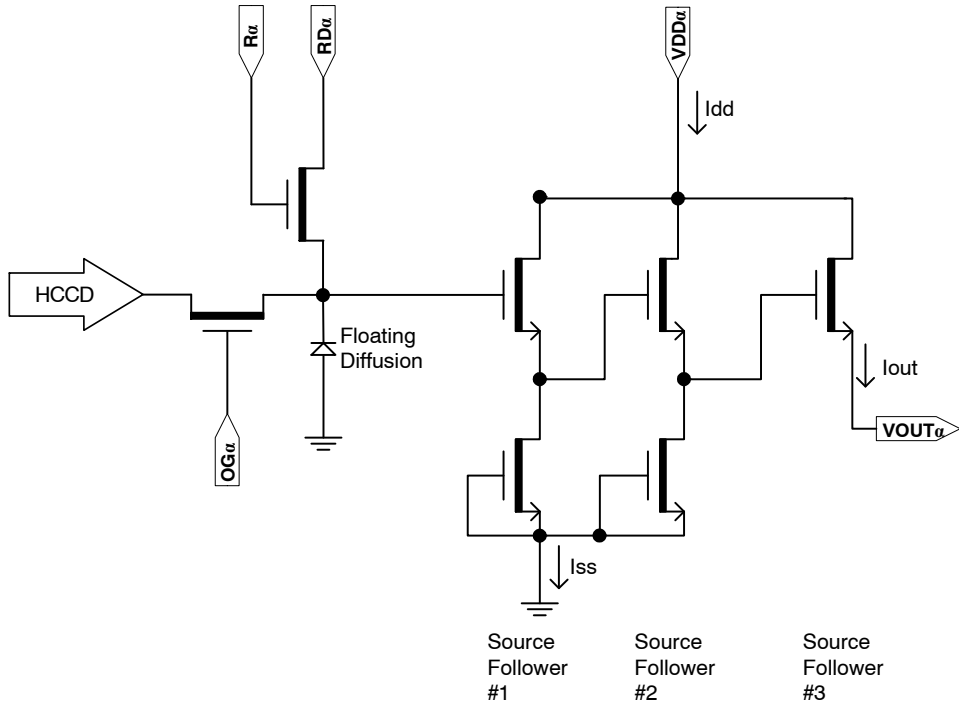 Rα
RDα
VDDα
Idd
HCCD
Floating
Diffusion
Iout
VOUTα
OGα
Iss
Source
Follower
#1
Source
Follower
#2
Source
Follower
#3